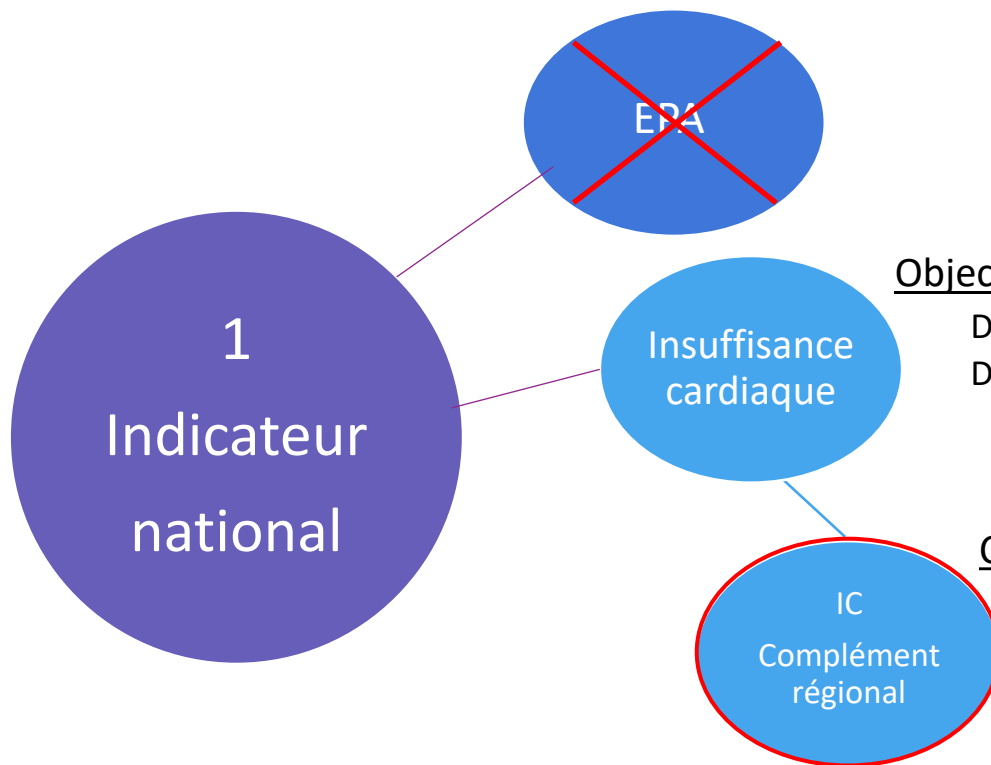 EPA
1
Indicateur
national
Insuffisance
cardiaque
IC
Complément
régional